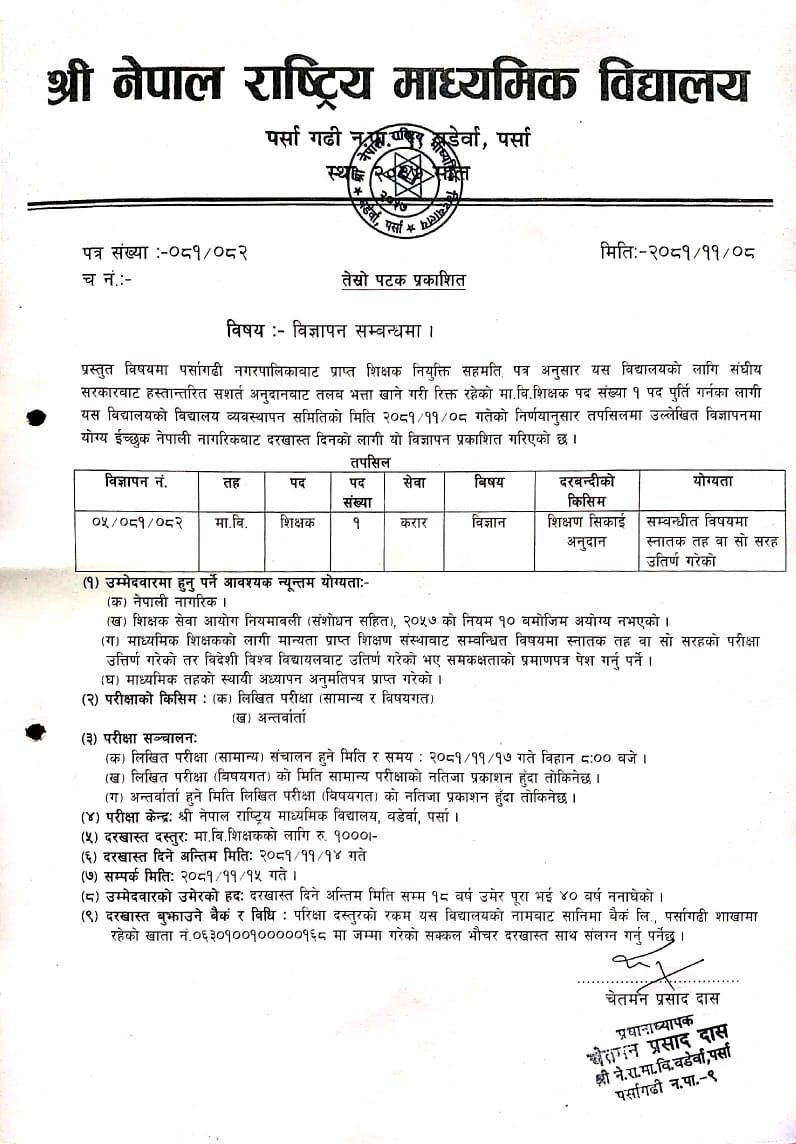 श्री नेपाल राष्ट्रिय माध्यमिक विद्यालय
पर्सा गढी न.पा. वडेर्वा, पर्सा
पत्र संख्या :-०८१/०८२
मितिः-२०८१/११/०८
च नं.:-
तेस्रो पटक प्रकाशित
विषय :- विज्ञापन सम्बन्धमा ।
प्रस्तुत विषयमा पर्सागढी नगरपालिकावाट प्राप्त शिक्षक नियुक्ति सहमति पत्र अनुसार यस विद्यालयको लागि संघीय
सरकारवाट हस्तान्तरित सशर्त अनुदानबाट तलब भत्ता खाने गरी रिक्त रहेको मा.वि.शिक्षक पद संख्या १ पद पुर्ति गर्नका लागी
यस विद्यालयको विद्यालय व्यवस्थापन समितिको मिति २०८१/११/०८ गतेको निर्णयानुसार तपसिलमा उल्लेखित विज्ञापनमा
योग्य ईच्छुक नेपाली नागरिकबाट दरखास्त दिनको लागी यो विज्ञापन प्रकाशित गरिएको छ ।
तपसिल
विज्ञापन नं. तह पद पद संख्या सेवा बिषय दरबन्दीको किसिम योग्यता
०५/०८१/०८२ मा.वि. शिक्षक १ करार विज्ञान शिक्षण सिकाई अनुदान सम्वन्धीत विषयमा स्नातक तह वा सो सरह उतिर्ण गरेको
(१) उम्मेदवारमा हुनु पर्ने आवश्यक न्यून्तम योग्यताः-
(क) नेपाली नागरिक ।
(ख) शिक्षक सेवा आयोग नियमावली (संशोधन सहित), २०५७ को नियम १० बमोजिम अयोग्य नभएको ।
(ग) माध्यमिक शिक्षकको लागी मान्यता प्राप्त शिक्षण संस्थावाट सम्वन्धित विषयमा स्नातक तह वा सो सरहको परीक्षा
उत्तिर्ण गरेको तर विदेशी विश्व विद्यायलवाट उतिर्ण गरेको भए समकक्षताको प्रमाणपत्र पेश गर्नु पर्ने ।
(घ) माध्यमिक तहको स्थायी अध्यापन अनुमतिपत्र प्राप्त गरेको ।
(२) परीक्षाको किसिम : (क) लिखित परीक्षा (सामान्य र विषयगत)
(ख) अन्तर्वार्ता
(३) परीक्षा सञ्चालनः
(क) लिखित परीक्षा (सामान्य) संचालन हुने मिति र समय : २०८१/११/१७ गते विहान ८:०० वजे ।
(ख) लिखित परीक्षा (विषयगत) को मिति सामान्य परीक्षाको नतिजा प्रकाशन हुँदा तोकिनेछ ।
(ग) अन्तर्वार्ता हुने मिति लिखित परीक्षा (विषयगत) को नतिजा प्रकाशन हुँदा तोकिनेछ ।
(४) परीक्षा केन्द्रः श्री नेपाल राष्ट्रिय माध्यमिक विद्यालय, वडेर्वा, पर्सा ।
(५) दरखास्त दस्तुरः मा.वि.शिक्षकको लागि रु. १०००।-
(६) दरखास्त दिने अन्तिम मितिः २०८१/११/१४ गते
(७) सम्पर्क मितिः २०८१/११/१५ गते ।
(८) उम्मेदवारको उमेरको हदः दरखास्त दिने अन्तिम मिति सम्म १८ वर्ष उमेर पूरा भई ४० वर्ष ननाघेको ।
(९) दरखास्त बुझाउने बैकं र विधि : परिक्षा दस्तुरको रकम यस विद्यालयको नामवाट सानिमा बैकं लि., पर्सागढी शाखामा
रहेको खाता नं.०६३०१००१०००००१६८ मा जम्मा गरेको सक्कल भौचर दरखास्त साथ संलग्न गर्नु पर्नेछ ।
चेतमन प्रसाद दास
प्रधानाध्यापक
चेतमन प्रसाद दास
श्री ने.रा.मा.वि.वडेर्वा,पर्सा
पर्सागढी न.पा.-९